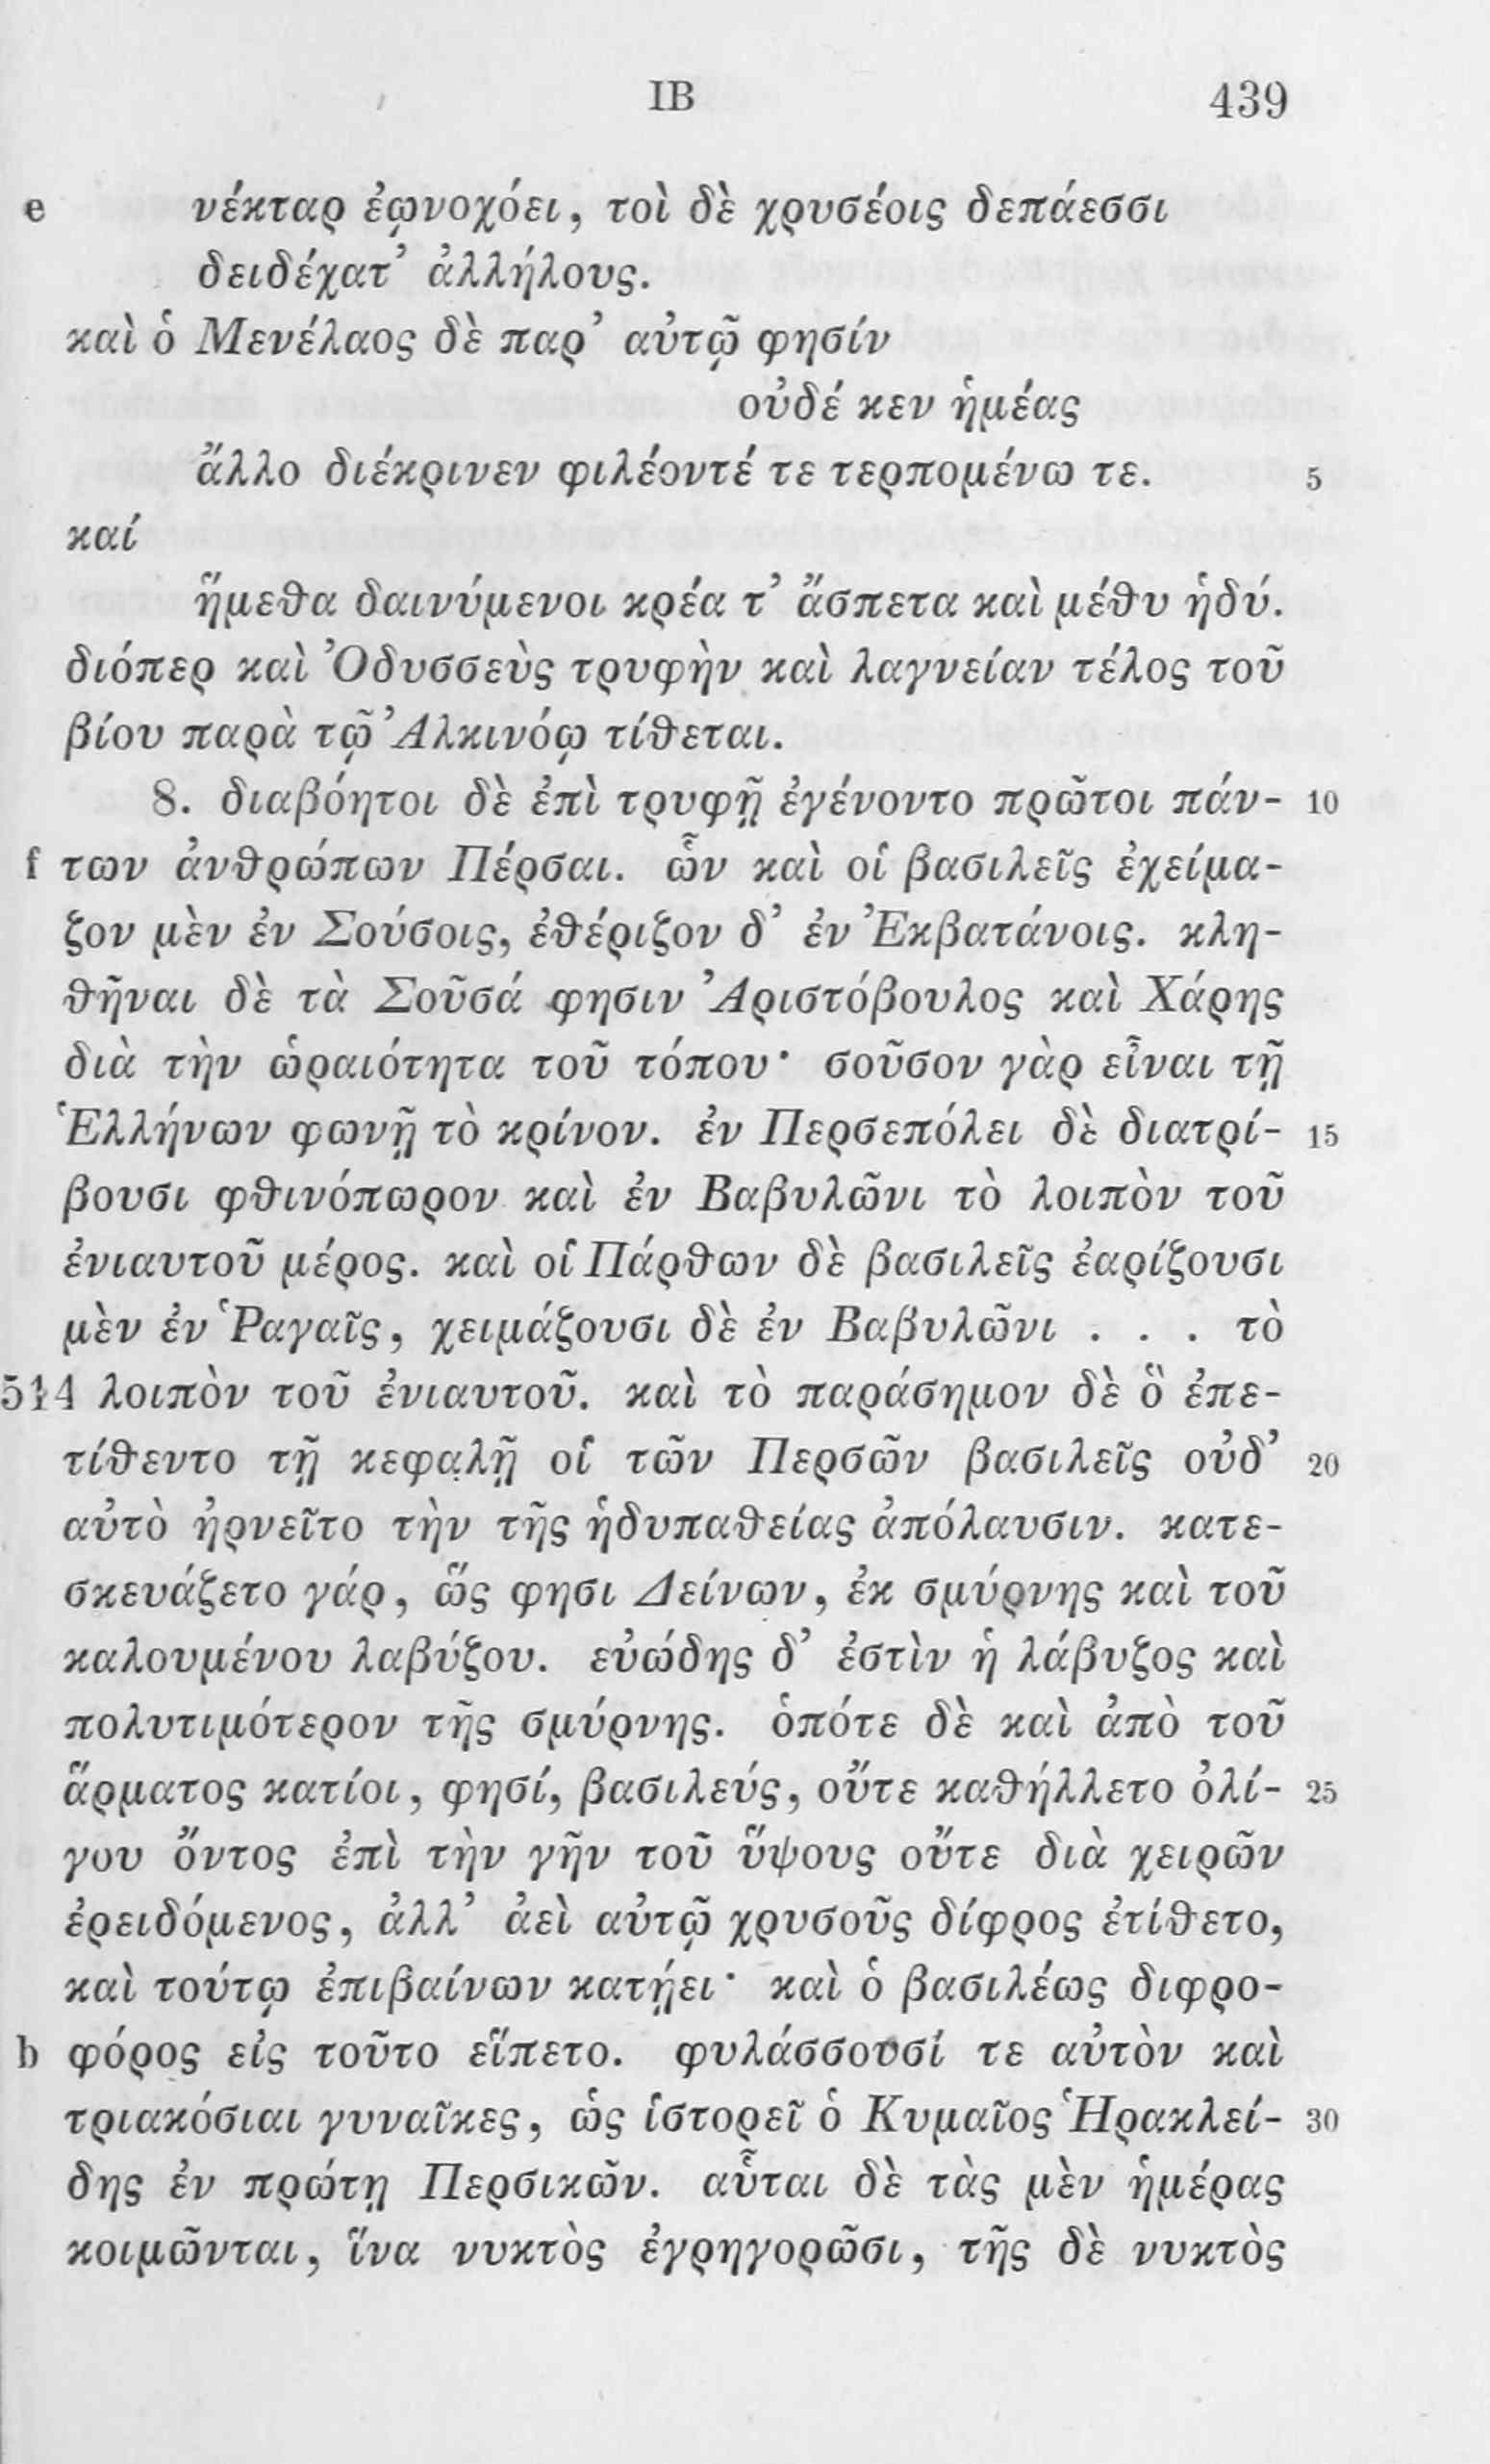 ΙΒ 439
e νέκταρ ἐῳνοχόει, τοὶ δὲ χρυσέοις δεπάεσσι
δειδέχατ’ ἀλλήλους.
καὶ ὁ Μενέλαος δὲ παρ’ αὐτῷ φησίν
οὐδέ κεν ἡμέας
ἄλλο διέκρινεν φιλέοντέ τε τερπομένω τε. 5
καί
ἥμεθα δαινύμενοι κρέα τ’ ἄσπετα καὶ μέθυ ἡδύ.
διόπερ καὶ Ὀδυσσεὺς τρυφὴν καὶ λαγνείαν τέλος τοῦ
βίου παρὰ τῷ Ἀλκινόῳ τίθεται.
8. διαβόητοι δὲ ἐπὶ τρυφῇ ἐγένοντο πρῶτοι πάν- 10
f των ἀνθρώπων Πέρσαι. ὧν καὶ οἱ βασιλεῖς ἐχείμα-
ζον μὲν ἐν Σούσοις, ἐθέριζον δ’ ἐν Ἐκβατάνοις. κλη-
θῆναι δὲ τὰ Σοῦσά φησιν Ἀριστόβουλος καὶ Χάρης
διὰ τὴν ὡραιότητα τοῦ τόπου· σοῦσον γὰρ εἶναι τῇ
Ἑλλήνων φωνῇ τὸ κρίνον. ἐν Περσεπόλει δὲ διατρί- 15
βουσι φθινόπωρον καὶ ἐν Βαβυλῶνι τὸ λοιπὸν τοῦ
ἐνιαυτοῦ μέρος. καὶ οἱ Πάρθων δὲ βασιλεῖς ἐαρίζουσι
μὲν ἐν Ῥαγαῖς, χειμάζουσι δὲ ἐν Βαβυλῶνι . . . τὸ
514 λοιπὸν τοῦ ἐνιαυτοῦ. καὶ τὸ παράσημον δὲ ὃ ἐπε-
τίθεντο τῇ κεφαλῇ οἱ τῶν Περσῶν βασιλεῖς οὐδ’ 20
αὐτὸ ἠρνεῖτο τὴν τῆς ἡδυπαθείας ἀπόλαυσιν. κατε-
σκευάζετο γάρ, ὥς φησι Δείνων, ἐκ σμύρνης καὶ τοῦ
καλουμένου λαβύζου. εὐώδης δ’ ἐστὶν ἡ λάβυζος καὶ
πολυτιμότερον τῆς σμύρνης. ὁπότε δὲ καὶ ἀπὸ τοῦ
ἅρματος κατίοι, φησί, βασιλεύς, οὔτε καθήλλετο ὀλί- 25
γου ὄντος ἐπὶ τὴν γῆν τοῦ ὕψους οὔτε διὰ χειρῶν
ἐρειδόμενος, ἀλλ’ ἀεὶ αὐτῷ χρυσοῦς δίφρος ἐτίθετο,
καὶ τούτῳ ἐπιβαίνων κατῄει· καὶ ὁ βασιλέως διφρο-
b φόρος εἰς τοῦτο εἵπετο. φυλάσσουσί τε αὐτὸν καὶ
τριακόσιαι γυναῖκες, ὡς ἱστορεῖ ὁ Κυμαῖος Ἡρακλεί- 30
δης ἐν πρώτῃ Περσικῶν. αὗται δὲ τὰς μὲν ἡμέρας
κοιμῶνται, ἵνα νυκτὸς ἐγρηγορῶσι, τῆς δὲ νυκτὸς